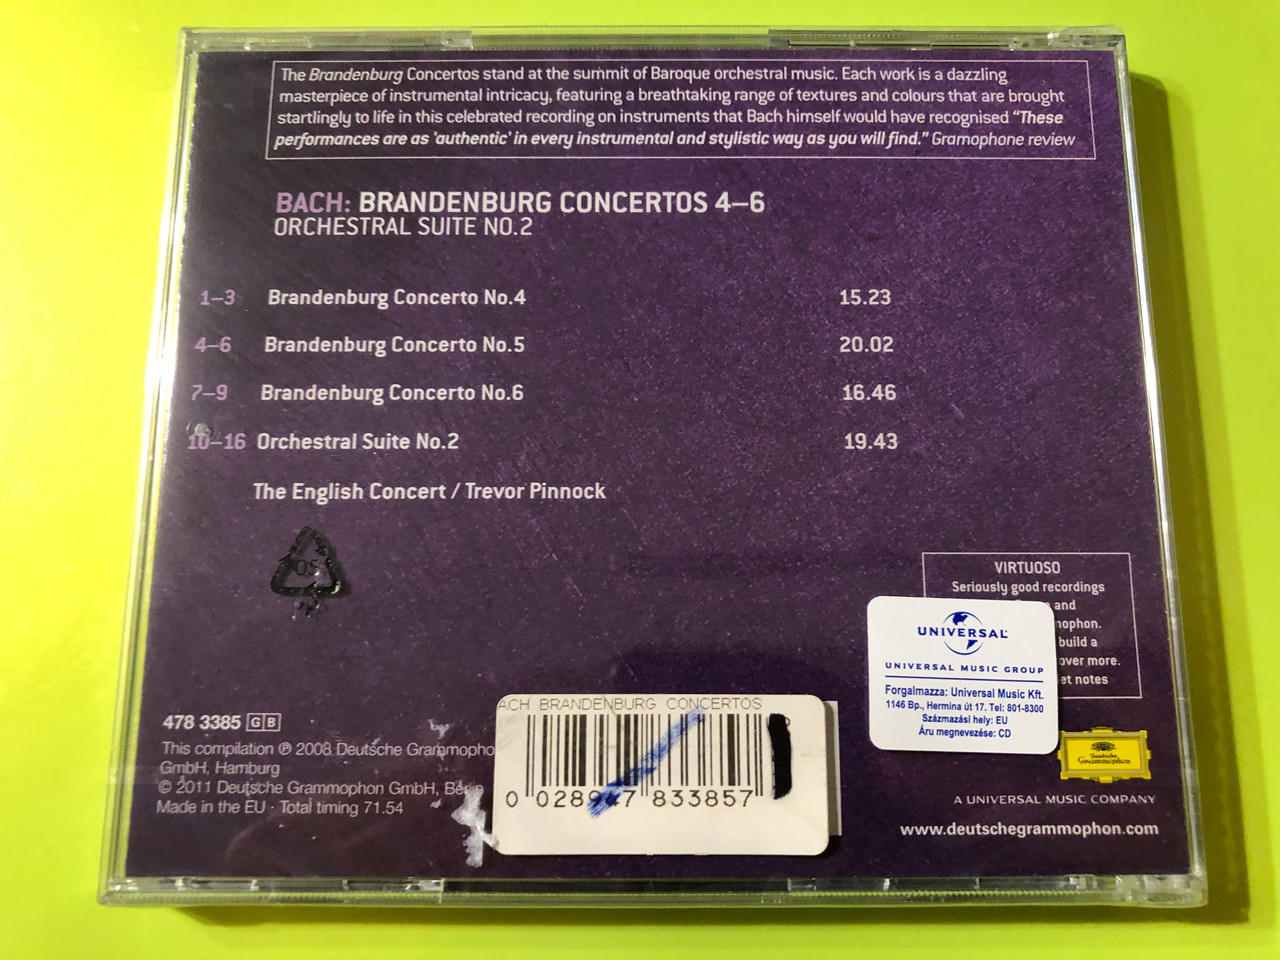 The Brandenburg Concertos stand at the summit of Baroque orchestral music. Each work is a dazzling
masterpiece of instrumental intricacy, featuring a breathtaking range of textures and colours that are brought
startlingly to life in this celebrated recording on instruments that Bach himself would have recognised “These
performances are as 'authentic' in every instrumental and stylistic way as you will find.” Gramophone review
BACH: BRANDENBURG CONCERTOS 4–6
ORCHESTRAL SUITE NO.2
1–3 Brandenburg Concerto No.4 15.23
4–6 Brandenburg Concerto No.5 20.02
7–9 Brandenburg Concerto No.6 16.46
10–16 Orchestral Suite No.2 19.43
The English Concert / Trevor Pinnock
VIRTUOSO
Seriously good recordings
and
build a
over more.
notes
UNIVERSAL
UNIVERSAL MUSIC GROUP
Forgalmazza: Universal Music Kft.
1146 Bp., Hermina út 17. Tel: 801-8300
Származási hely: EU
Áru megnevezése: CD
478 3385 G B
This compilation ℗ 2008 Deutsche Grammopho
GmbH, Hamburg
© 2011 Deutsche Grammophon GmbH, Berlin
Made in the EU · Total timing 71.54
ACH BRANDENBURG CONCERTOS
0 028947 833857
Deutsche
Grammophon
A UNIVERSAL MUSIC COMPANY
www.deutschegrammophon.com